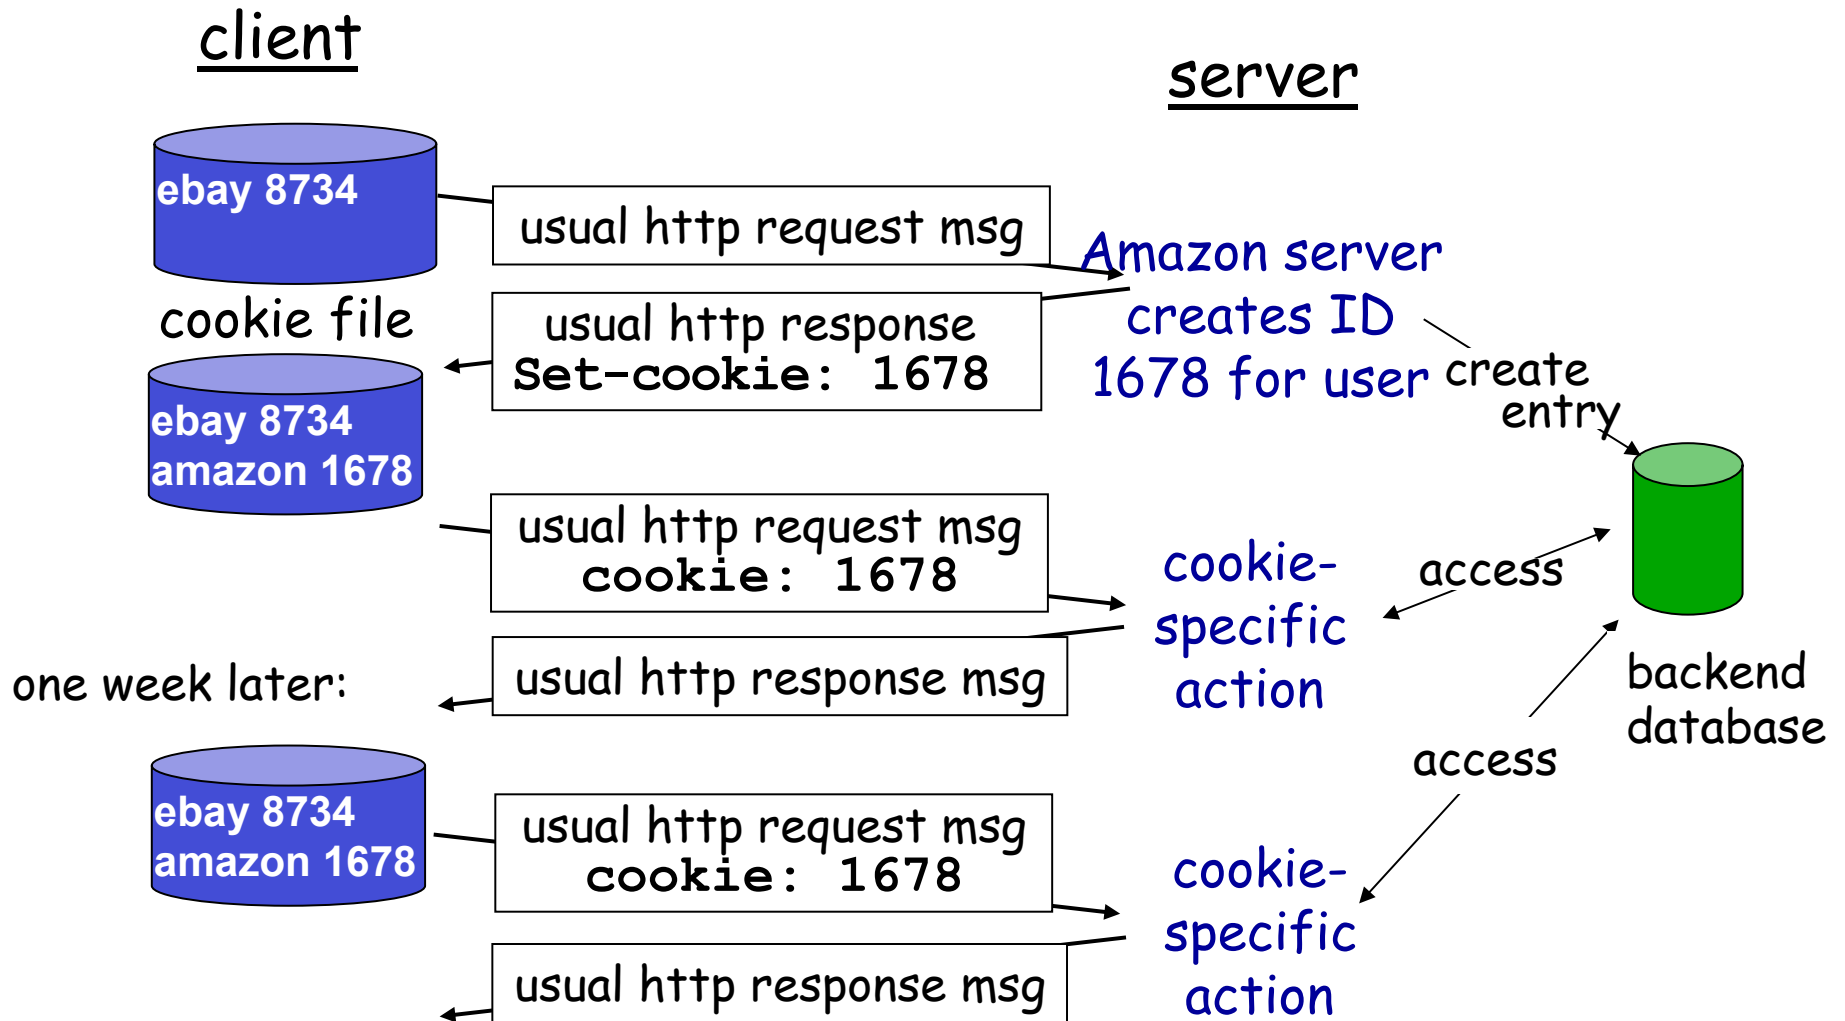 client
server
ebay 8734
usual http request msg
Amazon server
creates ID
1678 for user
cookie file
usual http response
Set-cookie: 1678
create
entry
ebay 8734
amazon 1678
usual http request msg
cookie: 1678
cookie-
specific
action
access
usual http response msg
one week later:
backend
database
access
ebay 8734
amazon 1678
usual http request msg
cookie: 1678
cookie-
specific
action
usual http response msg